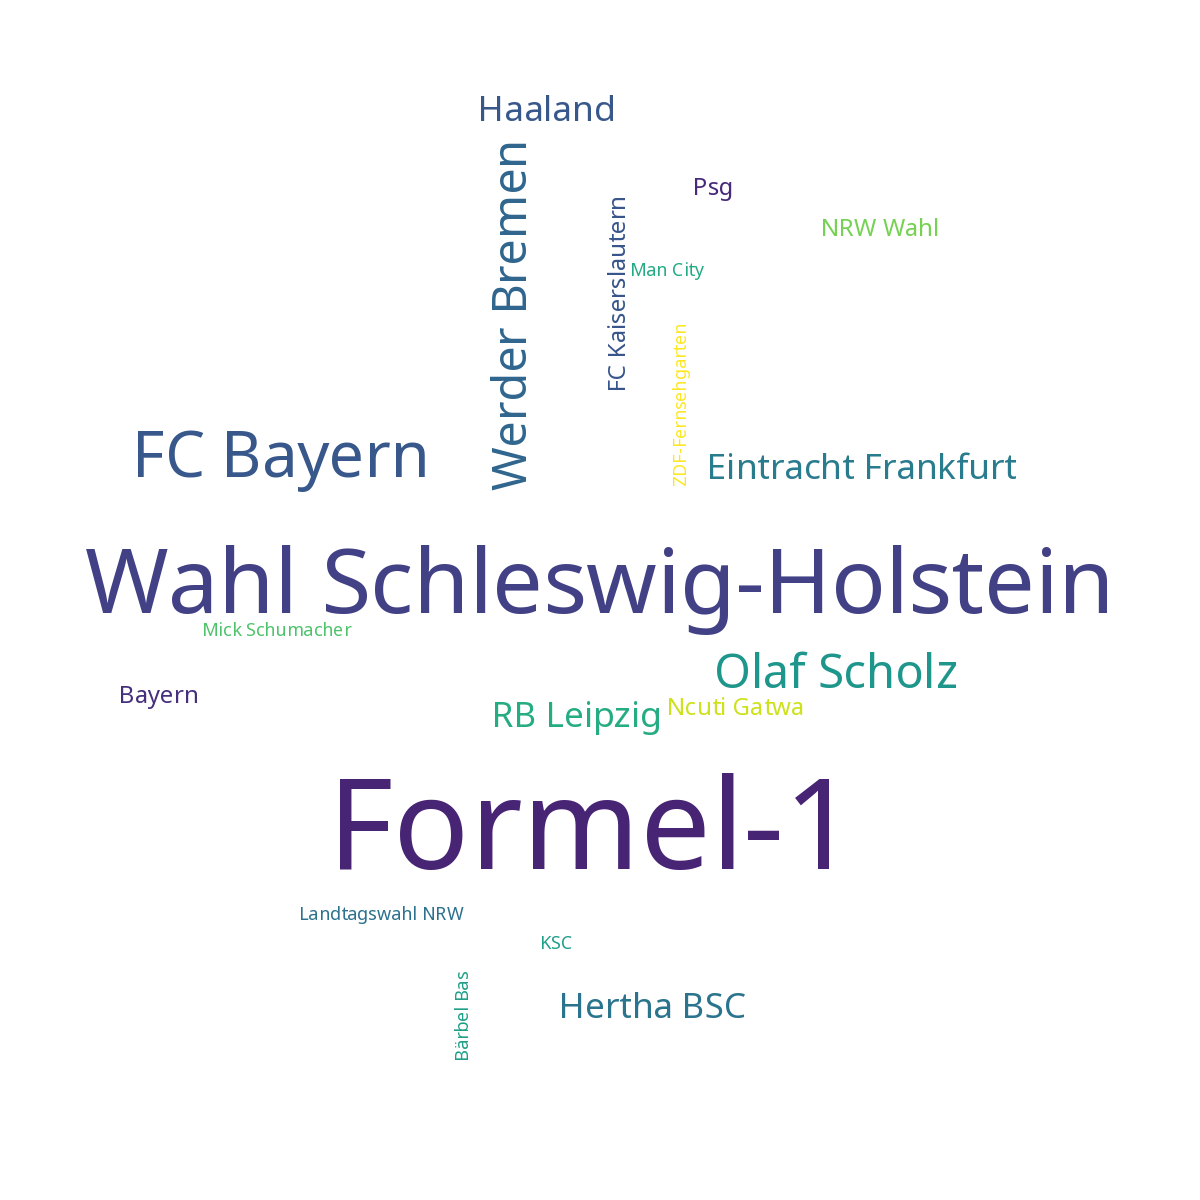 Haaland
Werder Bremen
Psg
FC Kaiserslautern
NRW Wahl
Man City
ZDF-Fernsehgarten
FC Bayern
Eintracht Frankfurt
Wahl Schleswig-Holstein
Mick Schumacher
Olaf Scholz
Bayern
RB Leipzig
Ncuti Gatwa
Formel-1
Landtagswahl NRW
KSC
Bärbel Bas
Hertha BSC